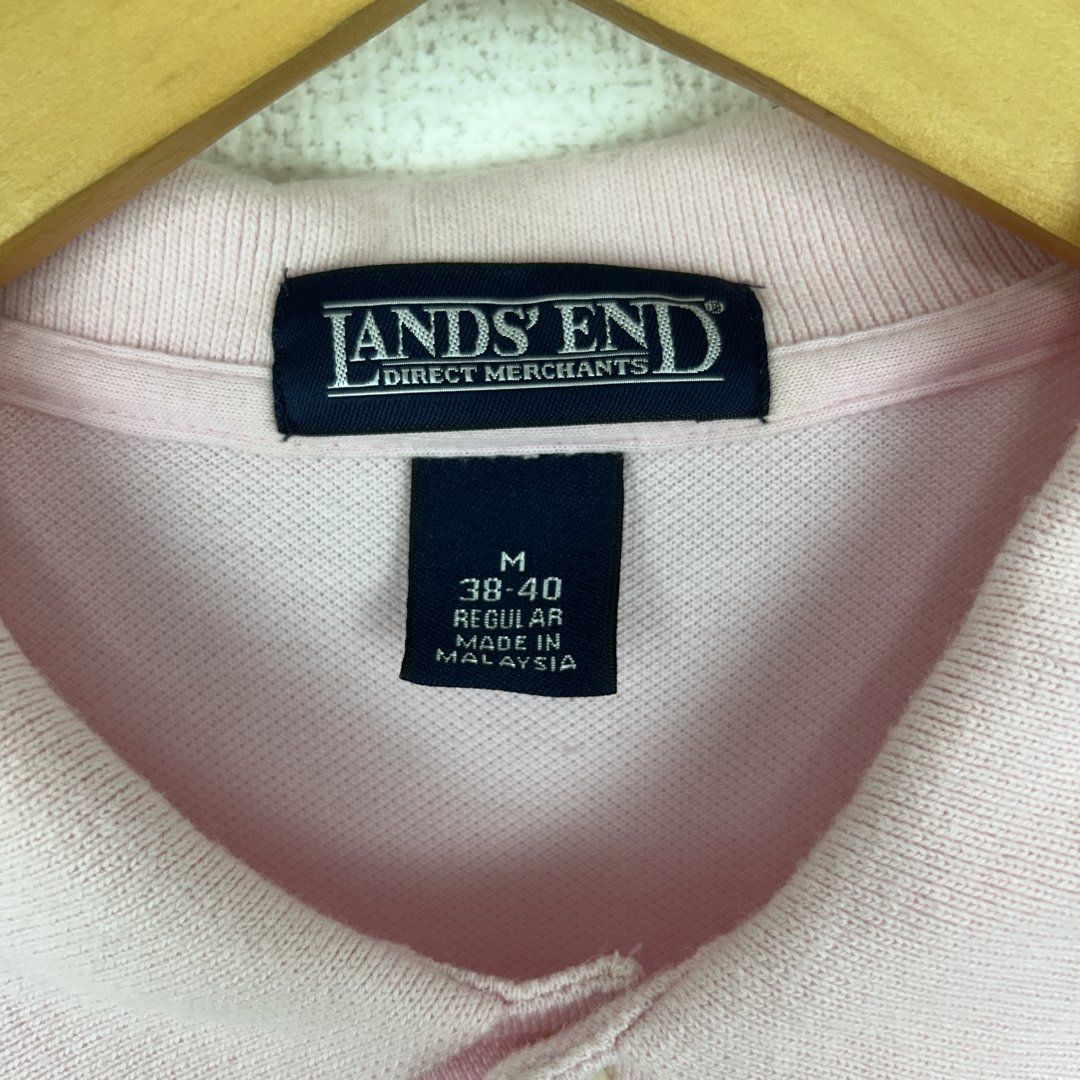 LANDS' END®
DIRECT MERCHANTS
M
38-40
REGULAR
MADE IN
MALAYSIA